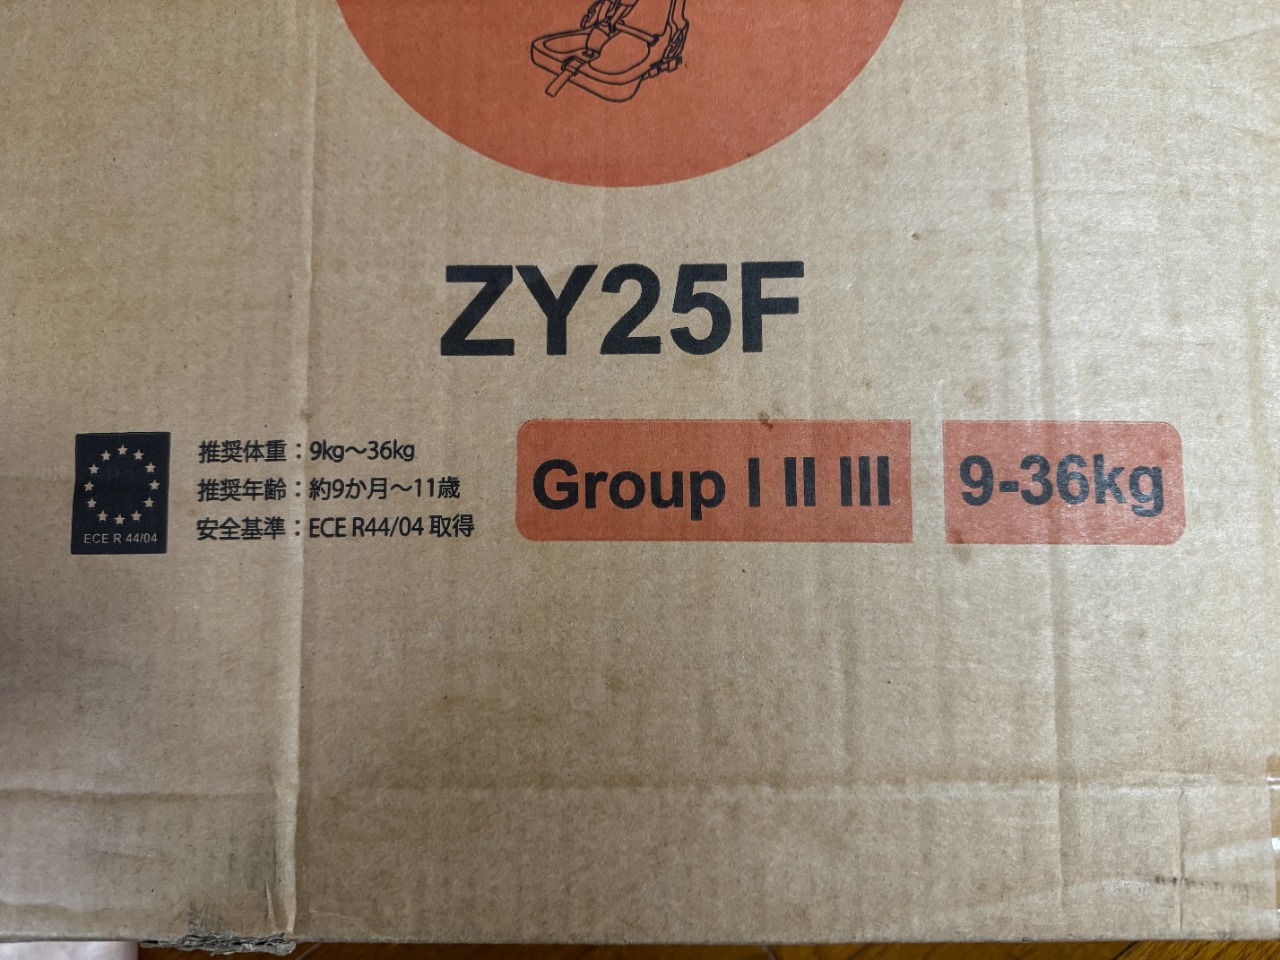 ZY25F
ECE R 44/04
推奨体重：9kg～36kg
推奨年齢：約9か月～11歳
安全基準：ECE R44/04 取得
Group I II III
9-36kg